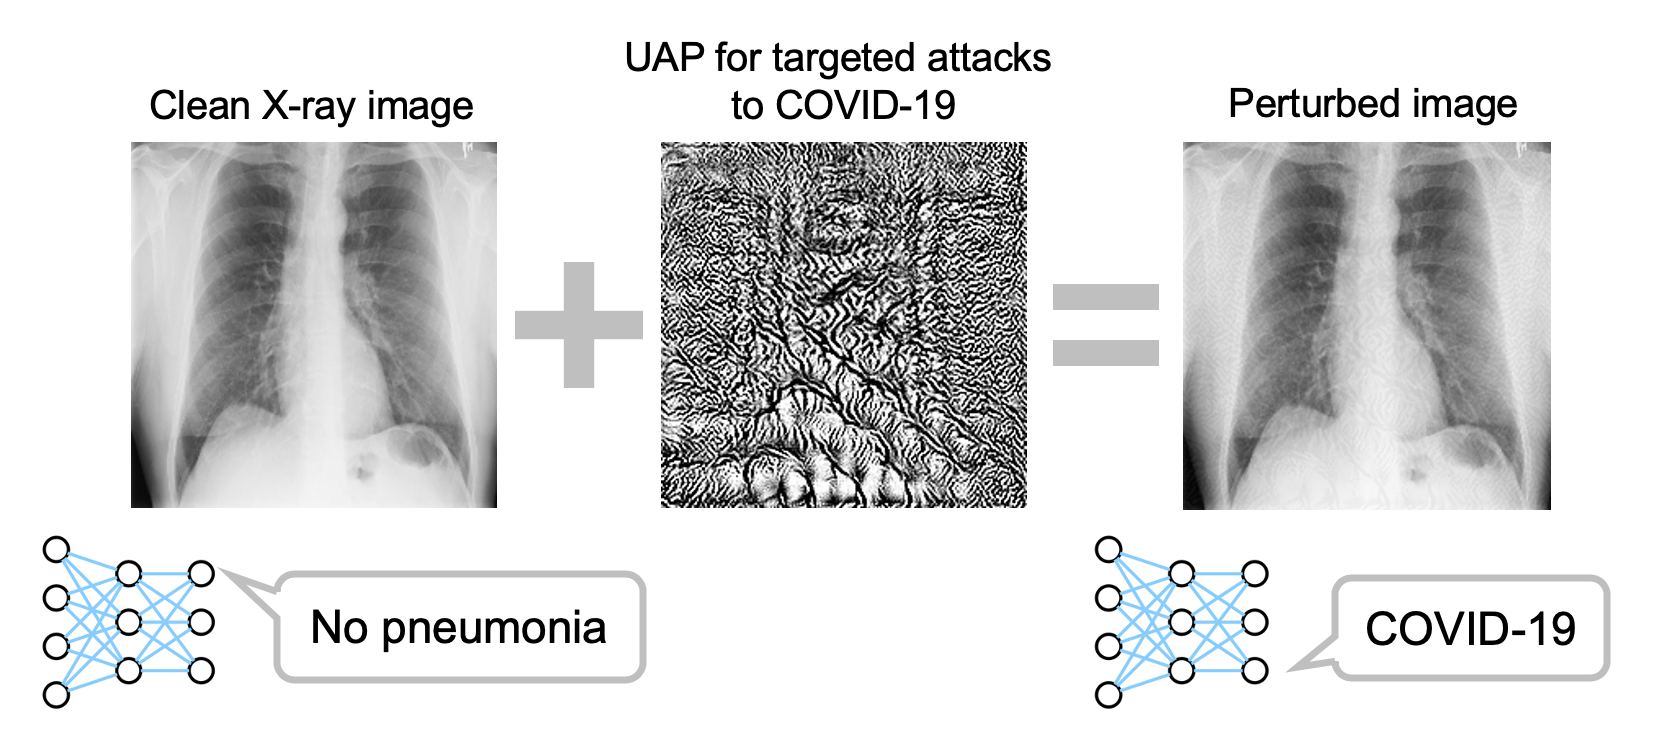 Clean X-ray image
UAP for targeted attacks
to COVID-19
Perturbed image
No pneumonia
COVID-19